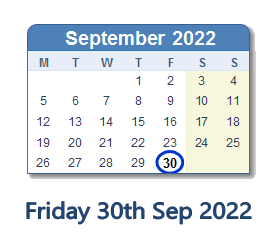 September 2022
M T W T F S S
1 2 3 4
5 6 7 8 9 10 11
12 13 14 15 16 17 18
19 20 21 22 23 24 25
26 27 28 29 30
Friday 30th Sep 2022